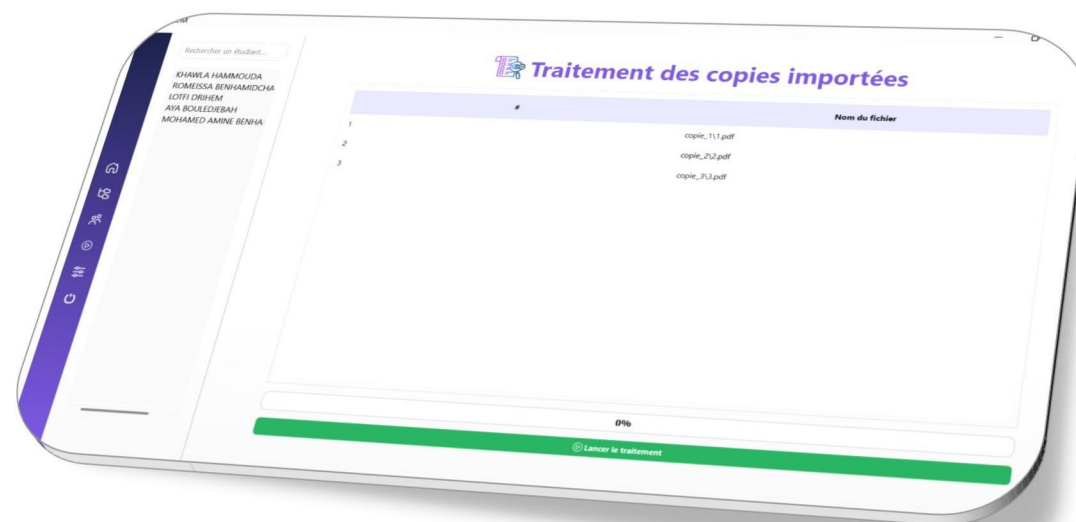 Rechercher un étudiant...
KHAWLA HAMMOUDA
ROMEISSA BENHAMIDCHA
LOTFI DRIHEM
AYA BOULEDJEBAH
MOHAMED AMINE BENHA
Traitement des copies importées
# Nom du fichier
1 copie_1\1.pdf
2 copie_2\2.pdf
3 copie_3\3.pdf
0%
Lancer le traitement